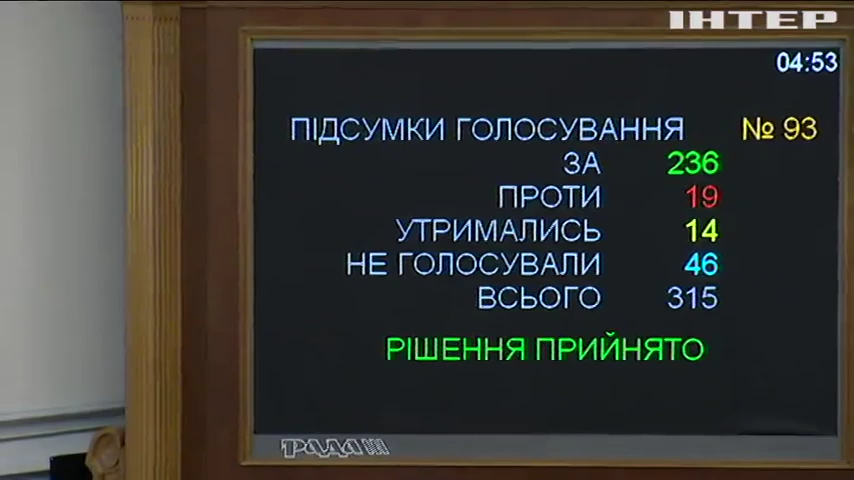 ІНТЕР
04:53
ПІДСУМКИ ГОЛОСУВАННЯ № 93
ЗА 236
ПРОТИ 19
УТРИМАЛИСЬ 14
НЕ ГОЛОСУВАЛИ 46
ВСЬОГО 315
РІШЕННЯ ПРИЙНЯТО
РАДА